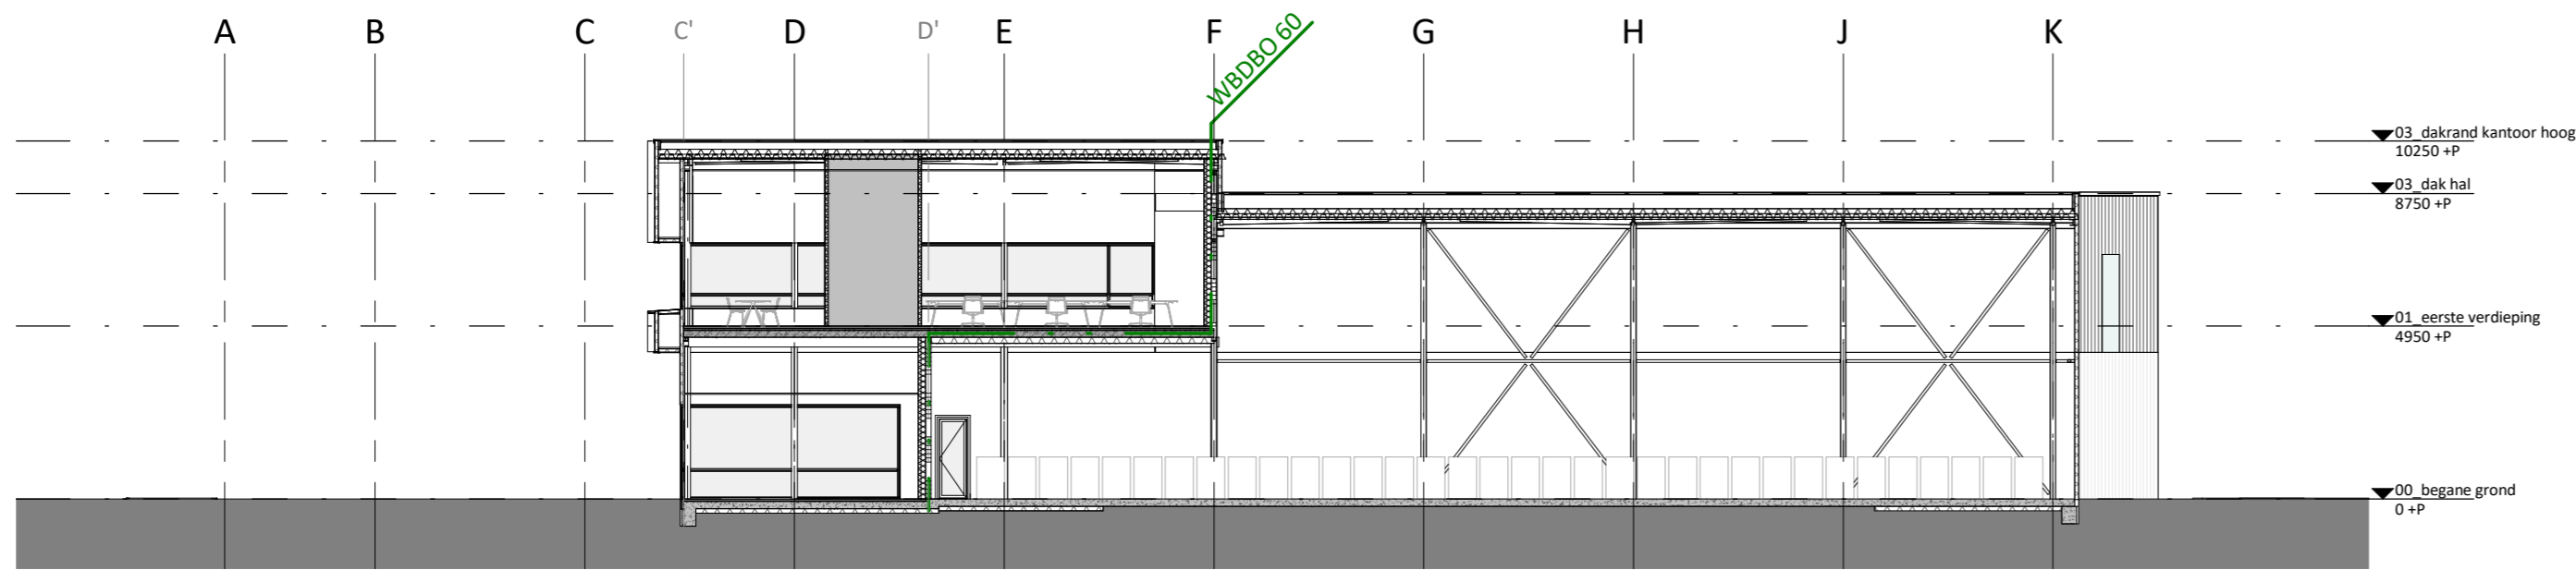 A B C C' D D' E F G H J K
WBDBO 60
03_dakrand kantoor hoog
10250 +P
03_dak hal
8750 +P
01_eerste verdieping
4950 +P
00_begane grond
0 +P